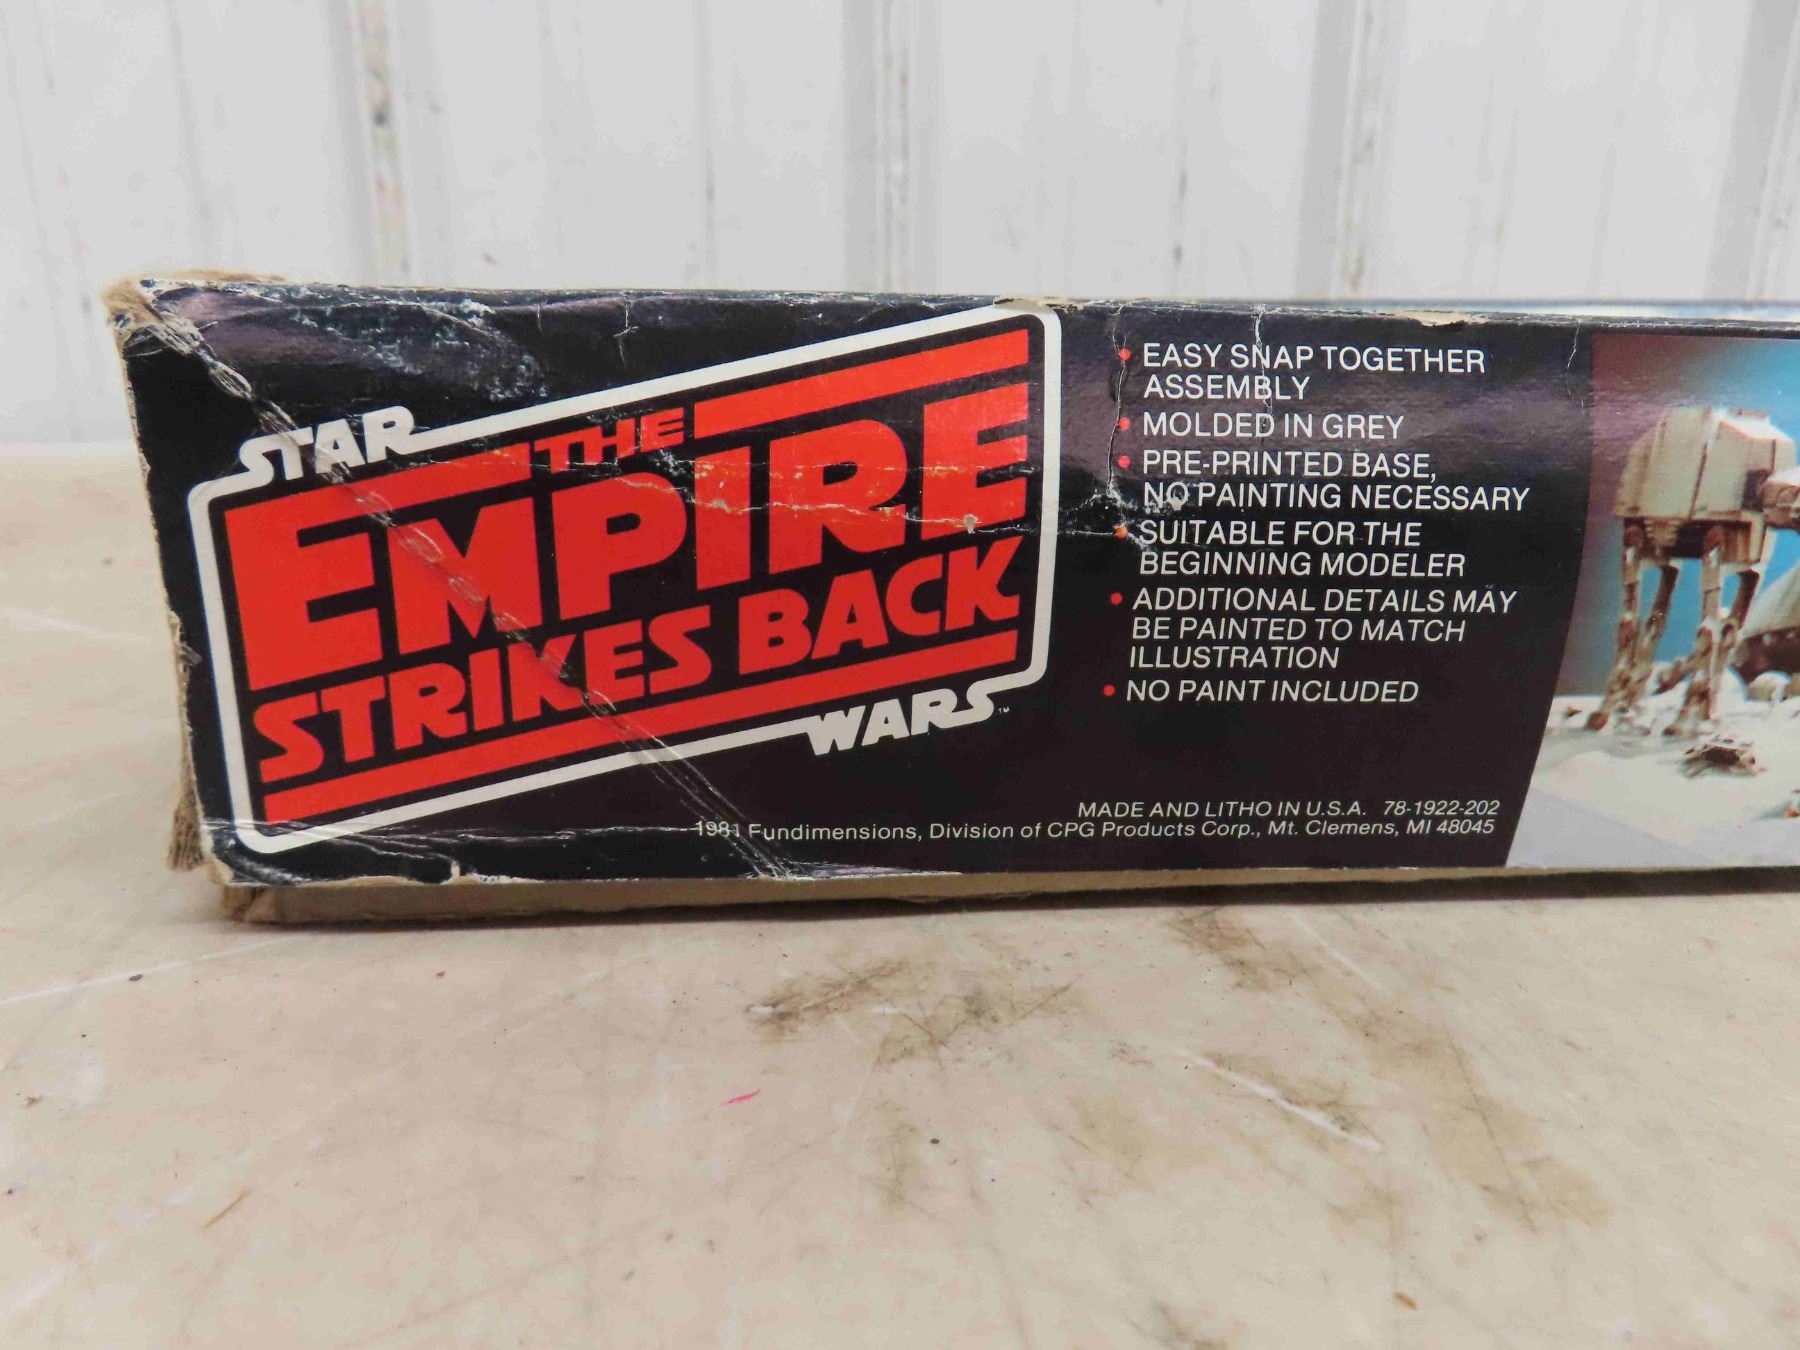 STAR
THE
EMPIRE
STRIKES BACK
WARS™
• EASY SNAP TOGETHER
ASSEMBLY
• MOLDED IN GREY
• PRE-PRINTED BASE,
NO PAINTING NECESSARY
• SUITABLE FOR THE
BEGINNING MODELER
• ADDITIONAL DETAILS MAY
BE PAINTED TO MATCH
ILLUSTRATION
• NO PAINT INCLUDED
MADE AND LITHO IN U.S.A. 78-1922-202
1981 Fundimensions, Division of CPG Products Corp., Mt. Clemens, MI 48045